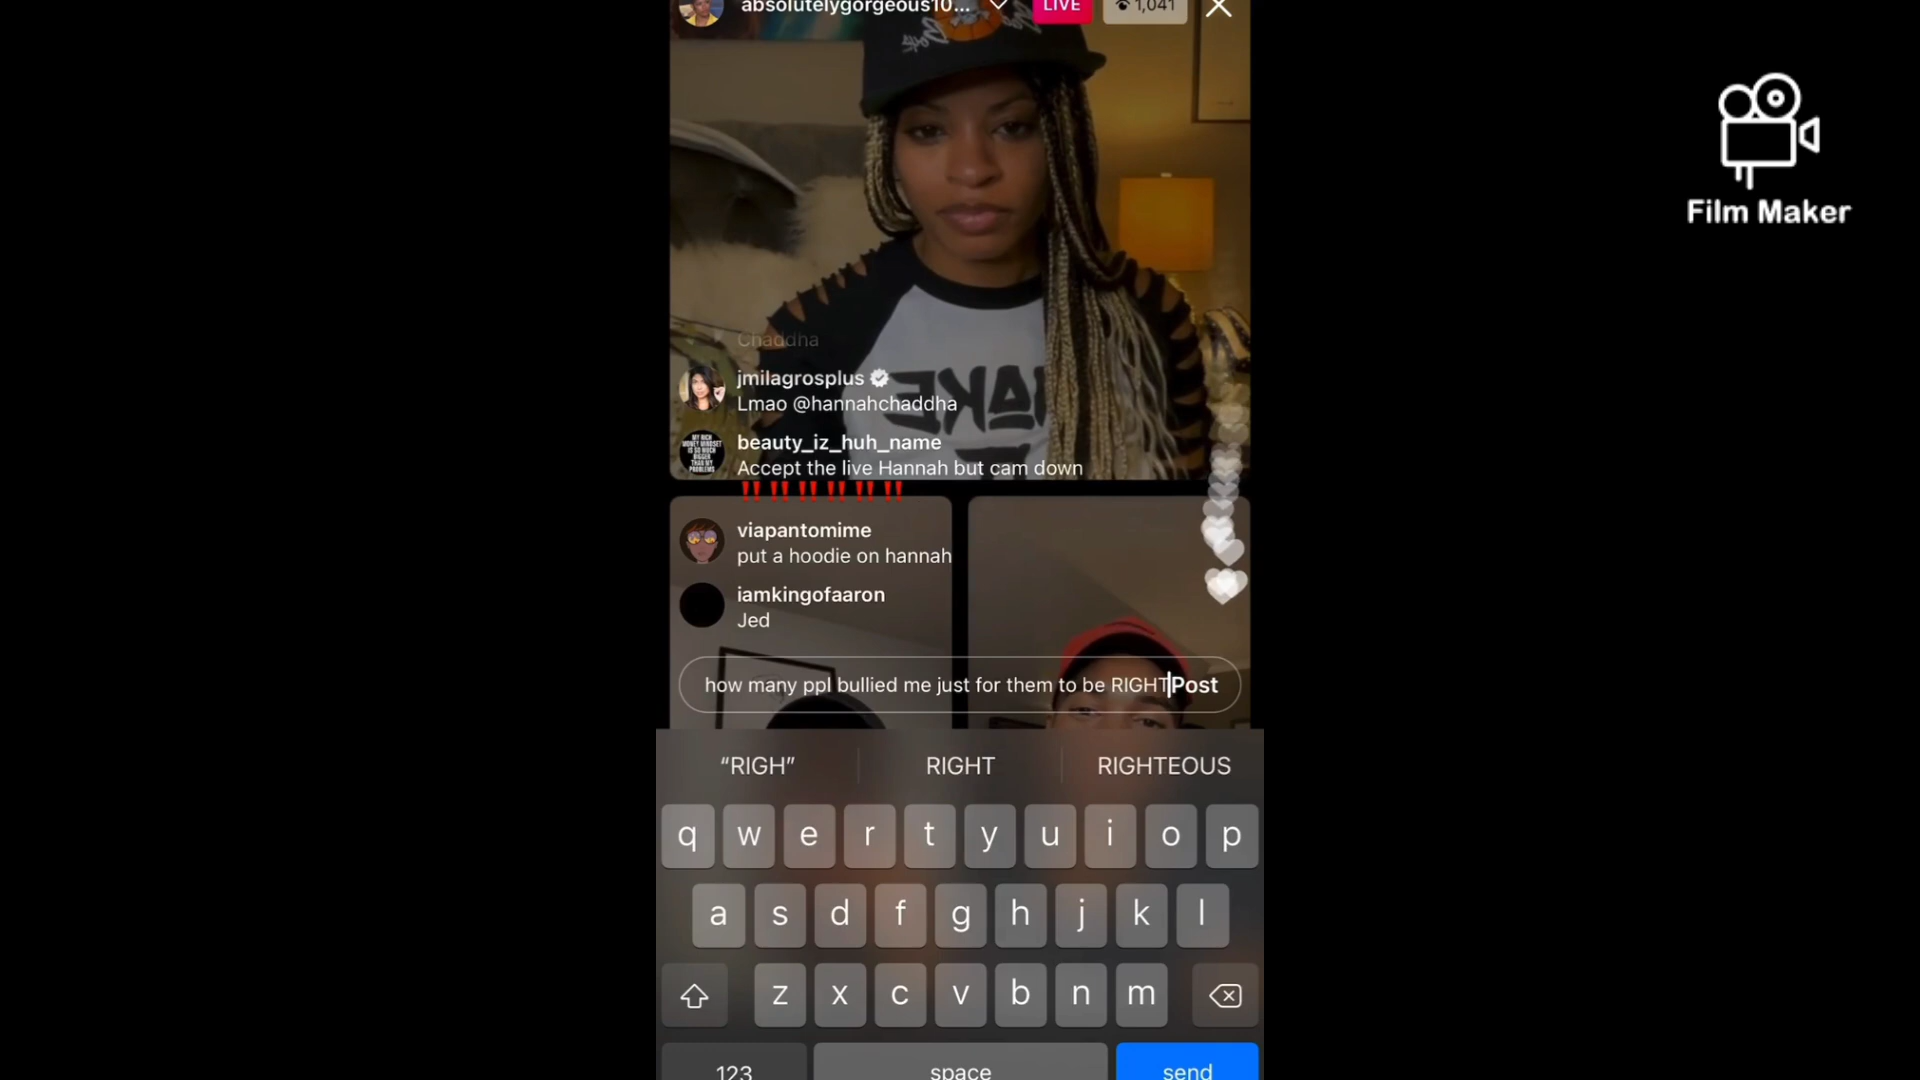 absolutelygorgeous10...
LIVE
1,041
Chaddha
jmilagrosplus
Lmao @hannahchaddha
MAKE
beauty_iz_huh_name
Accept the live Hannah but cam down
‼️‼️‼️‼️‼️‼️
viapantomime
put a hoodie on hannah
iamkingofaaron
Jed
how many ppl bullied me just for them to be RIGHT
Post
“RIGH” RIGHT RIGHTEOUS
q w e r t y u i o p
a s d f g h j k l
z x c v b n m
123 space send
Film Maker